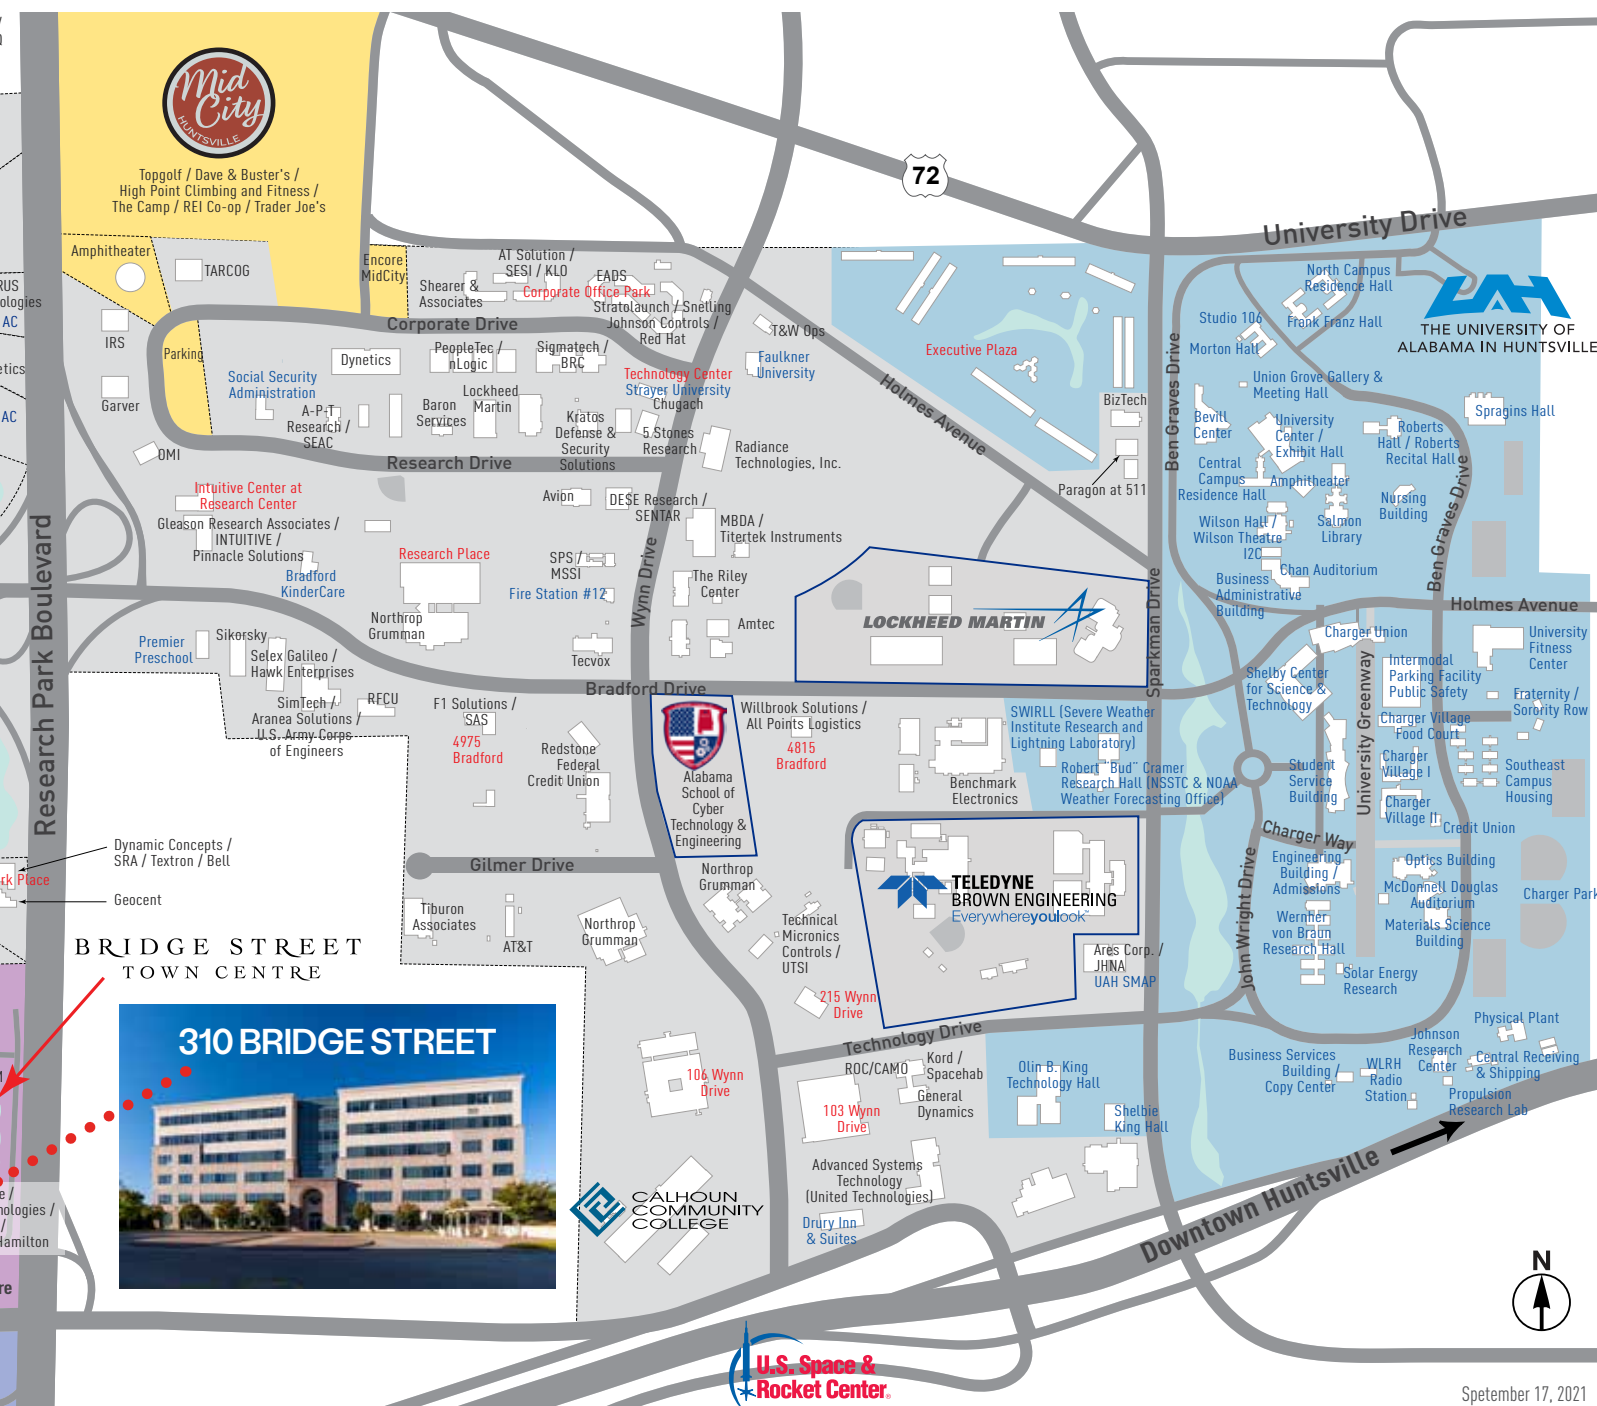 Mid
City
HUNTSVILLE
Topgolf / Dave & Buster's /
High Point Climbing and Fitness /
The Camp / REI Co-op / Trader Joe's
72
University Drive
Amphitheater
TARCOG
Encore
MidCity
AT Solution /
SESI / KLO
EADS
Shearer &
Associates
Corporate Office Park
Stratolaunch / Snelling
Johnson Controls /
Red Hat
Corporate Drive
IRS
Parking
Dynetics
PeopleTec /
nLogic
Sigmatech /
BRC
T&W Ops
Faulkner
University
Technology Center
Strayer University
Chugach
Social Security
Administration
Garver
A-P-T
Research /
SEAC
Baron
Services
Lockheed
Martin
Kratos
Defense &
Security
Solutions
5 Stones
Research
Radiance
Technologies, Inc.
OMI
Research Drive
Holmes Avenue
Executive Plaza
BizTech
Paragon at 511
Intuitive Center at
Research Center
Gleason Research Associates /
INTUITIVE /
Pinnacle Solutions
Avion
DESE Research /
SENTAR
MBDA /
Titertek Instruments
Bradford
KinderCare
Research Place
SPS /
MSSI
Fire Station #12
The Riley
Center
Wynn Drive
Amtec
Northrop
Grumman
Tecvox
LOCKHEED MARTIN
Research Park Boulevard
Premier
Preschool
Sikorsky
Selex Galileo /
Hawk Enterprises
SimTech /
Aranea Solutions /
U.S. Army Corps
of Engineers
RFCU
Bradford Drive
F1 Solutions /
SAS
4975
Bradford
Redstone
Federal
Credit Union
Alabama
School of
Cyber
Technology &
Engineering
Willbrook Solutions /
All Points Logistics
4815
Bradford
Benchmark
Electronics
SWIRLL (Severe Weather
Institute Research and
Lightning Laboratory)
Robert "Bud" Cramer
Research Hall (NSSTC & NOAA
Weather Forecasting Office)
Sparkman Drive
Ben Graves Drive
North Campus
Residence Hall
Studio 106
Frank Franz Hall
Morton Hall
UAH
THE UNIVERSITY OF
ALABAMA IN HUNTSVILLE
Union Grove Gallery &
Meeting Hall
Bevill
Center
University
Center /
Exhibit Hall
Roberts
Hall / Roberts
Recital Hall
Spragins Hall
Central
Campus
Residence Hall
Amphitheater
Nursing
Building
Wilson Hall /
Wilson Theatre
I2C
Salmon
Library
Chan Auditorium
Business
Administrative
Building
Ben Graves Drive
Holmes Avenue
Charger Union
University
Fitness
Center
Shelby Center
for Science &
Technology
Intermodal
Parking Facility
Public Safety
Fraternity /
Sorority Row
University Greenway
Charger Village
Food Court
Student
Service
Building
Charger
Village I
Southeast
Campus
Housing
Charger
Village II
Credit Union
Charger Way
Engineering
Building /
Admissions
Optics Building
McDonnell Douglas
Auditorium
Charger Park
John Wright Drive
Wernher
von Braun
Research Hall
Materials Science
Building
Solar Energy
Research
Dynamic Concepts /
SRA / Textron / Bell
Geocent
Gilmer Drive
Northrop
Grumman
TELEDYNE
BROWN ENGINEERING
Everywhereyoulook
Tiburon
Associates
AT&T
Northrop
Grumman
Technical
Micronics
Controls /
UTSI
Ares Corp. /
JHNA
UAH SMAP
BRIDGE STREET
TOWN CENTRE
215 Wynn
Drive
Technology Drive
310 BRIDGE STREET
106 Wynn
Drive
ROC/CAMO
Kord /
Spacehab
General
Dynamics
103 Wynn
Drive
Olin B. King
Technology Hall
Shelbie
King Hall
Business Services
Building /
Copy Center
WLRH
Radio
Station
Johnson
Research
Center
Physical Plant
Central Receiving
& Shipping
Propulsion
Research Lab
Advanced Systems
Technology
(United Technologies)
Drury Inn
& Suites
CALHOUN
COMMUNITY
COLLEGE
Downtown Huntsville
N
U.S. Space &
Rocket Center
Spetember 17, 2021